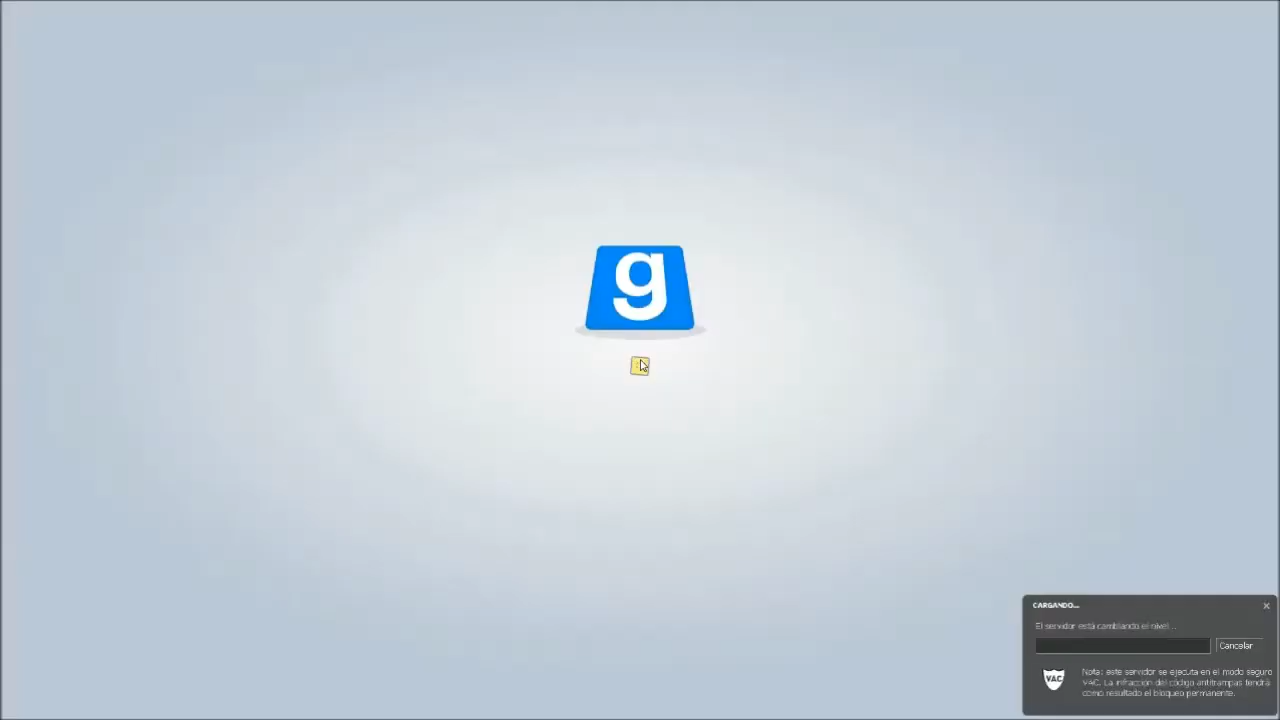 g
CARGANDO...
El servidor está cambiando el nivel...
Cancelar
VAC
Nota: este servidor se ejecuta en el modo seguro
VAC. La infracción del código antitrampas tendrá
como resultado el bloqueo permanente.